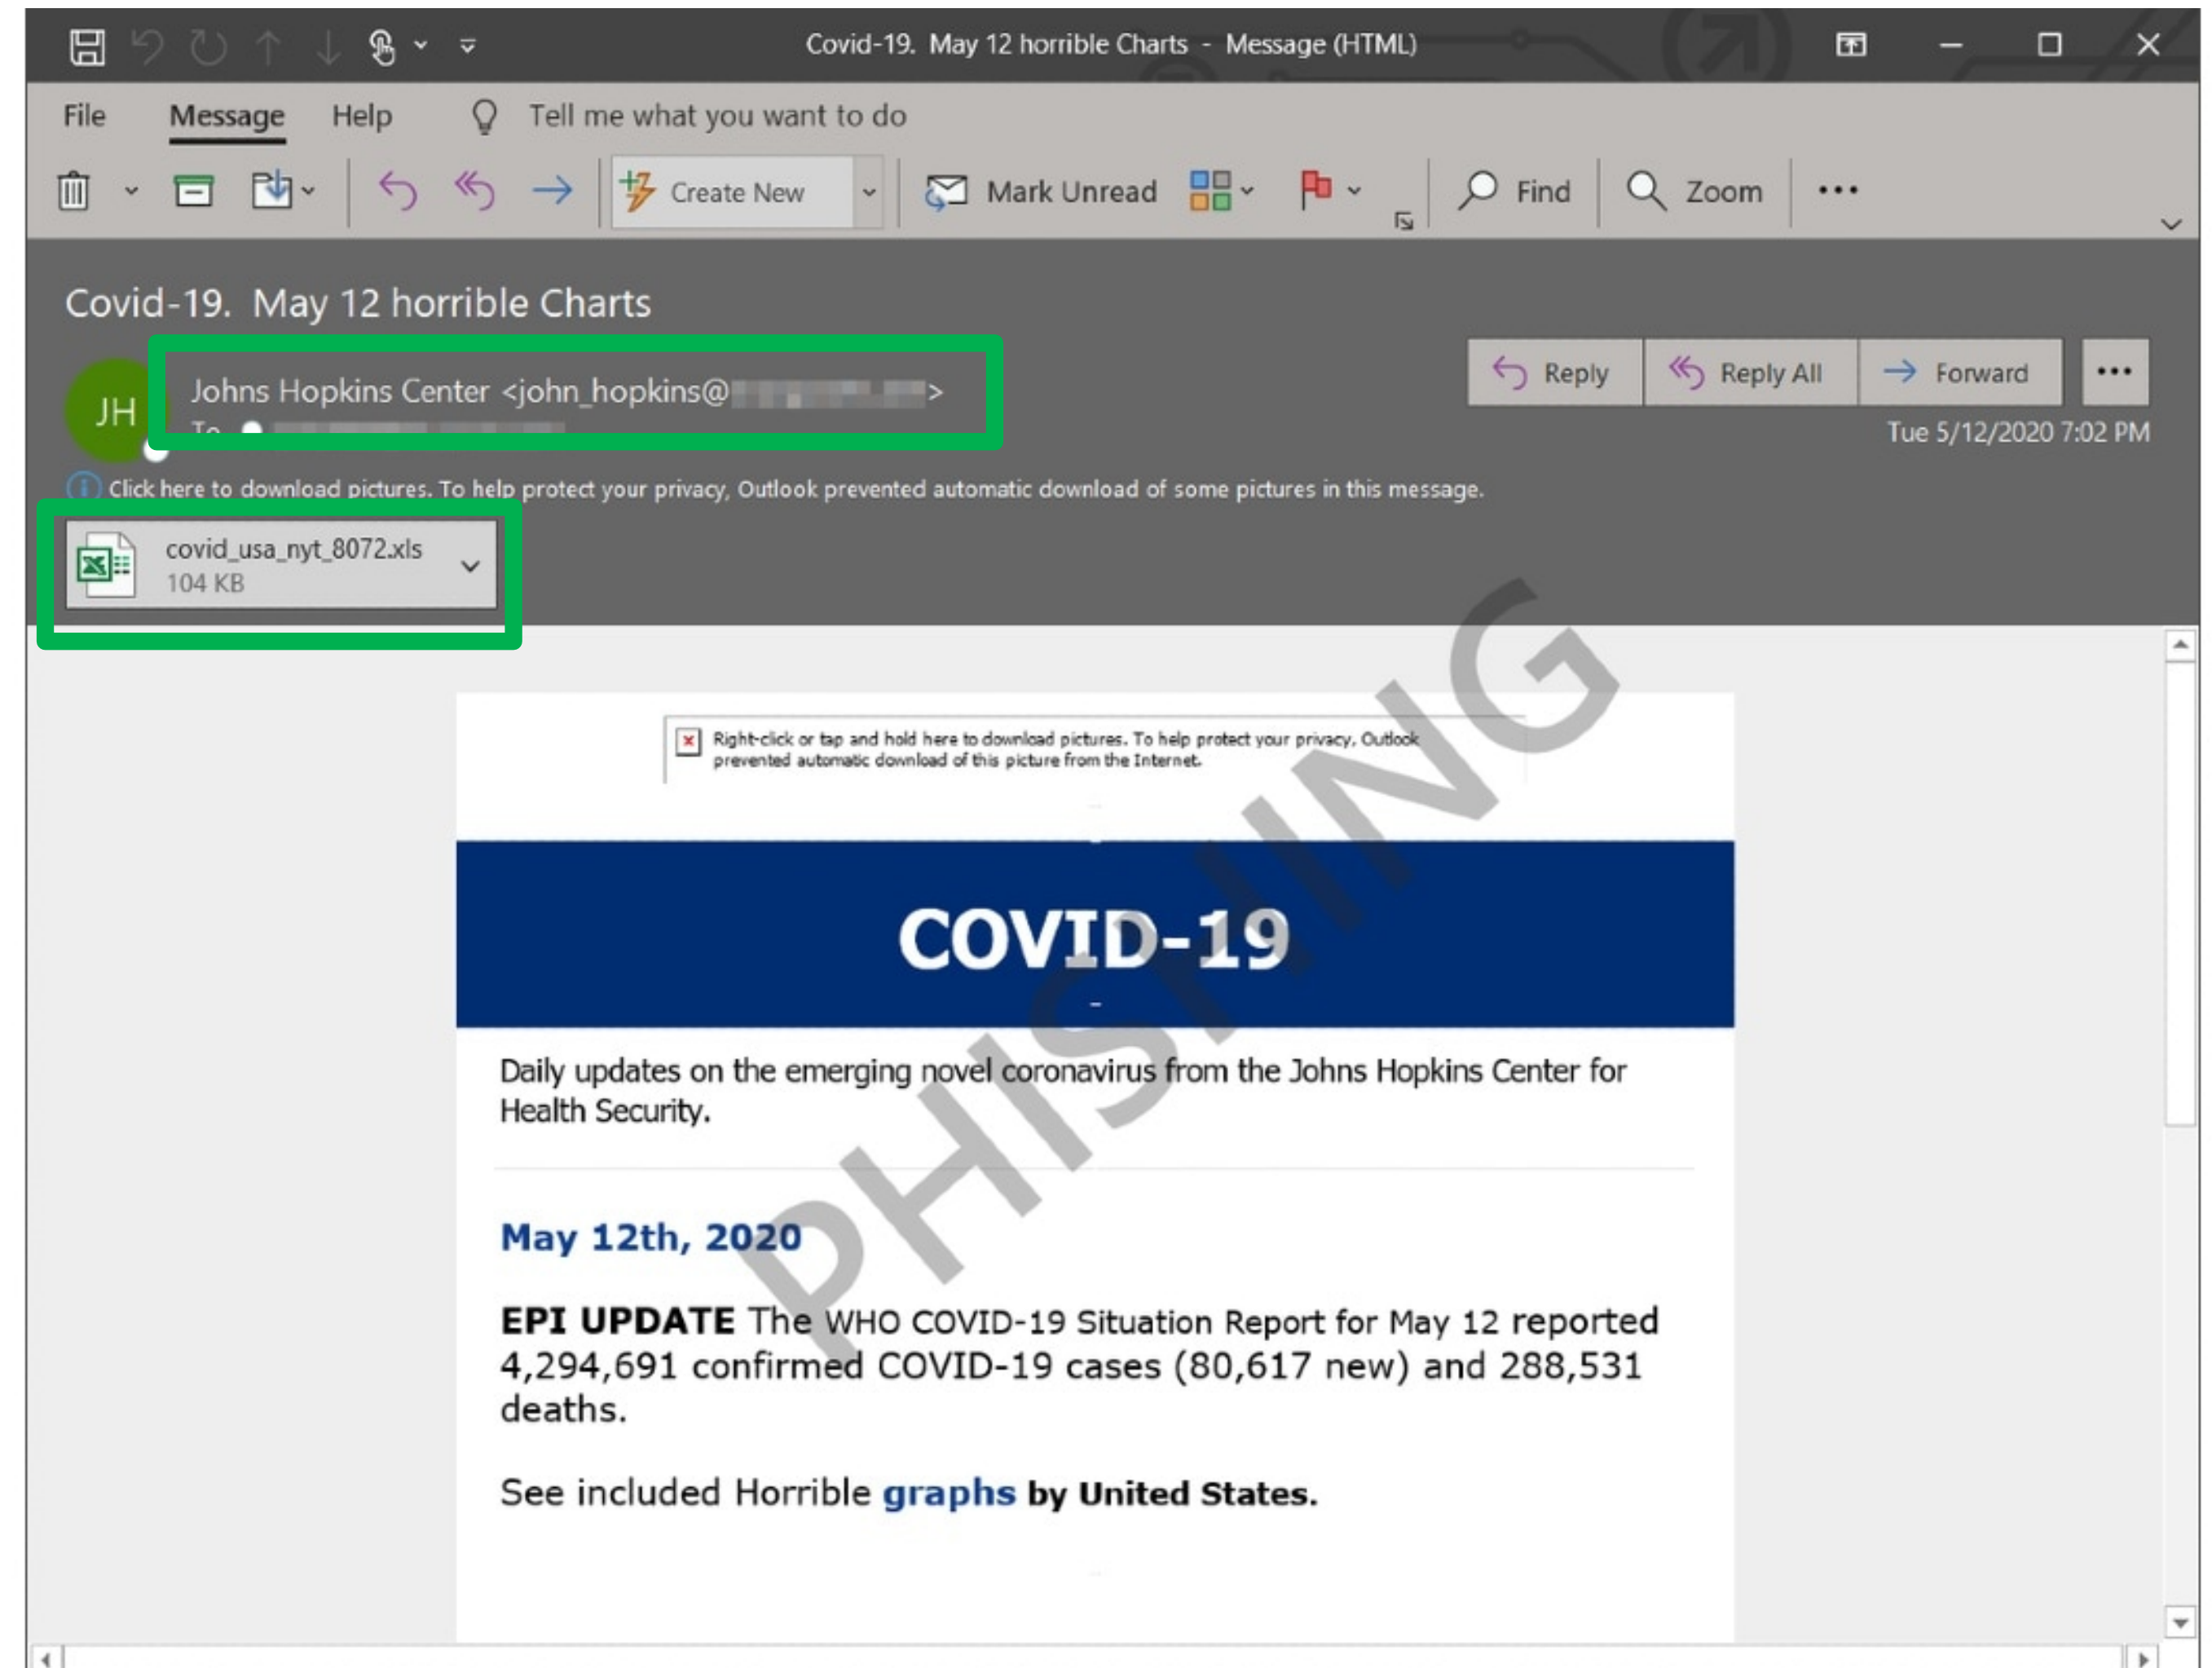 Covid-19. May 12 horrible Charts - Message (HTML)
File Message Help Tell me what you want to do
Create New Mark Unread Find Zoom
Covid-19. May 12 horrible Charts
JH
Johns Hopkins Center <john_hopkins@ >
To
Reply Reply All Forward
Tue 5/12/2020 7:02 PM
Click here to download pictures. To help protect your privacy, Outlook prevented automatic download of some pictures in this message.
covid_usa_nyt_8072.xls
104 KB
Right-click or tap and hold here to download pictures. To help protect your privacy, Outlook
prevented automatic download of this picture from the Internet.
COVID-19
Daily updates on the emerging novel coronavirus from the Johns Hopkins Center for
Health Security.
May 12th, 2020
EPI UPDATE The WHO COVID-19 Situation Report for May 12 reported
4,294,691 confirmed COVID-19 cases (80,617 new) and 288,531
deaths.
See included Horrible graphs by United States.
PHISHING